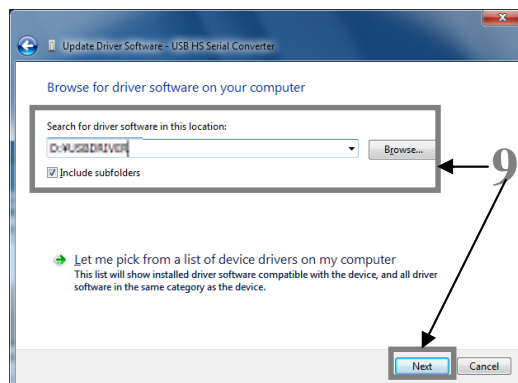 Update Driver Software - USB HS Serial Converter
Browse for driver software on your computer
Search for driver software in this location:
D:¥USBDRIVER
Browse...
Include subfolders
9
Let me pick from a list of device drivers on my computer
This list will show installed driver software compatible with the device, and all driver
software in the same category as the device.
Next Cancel